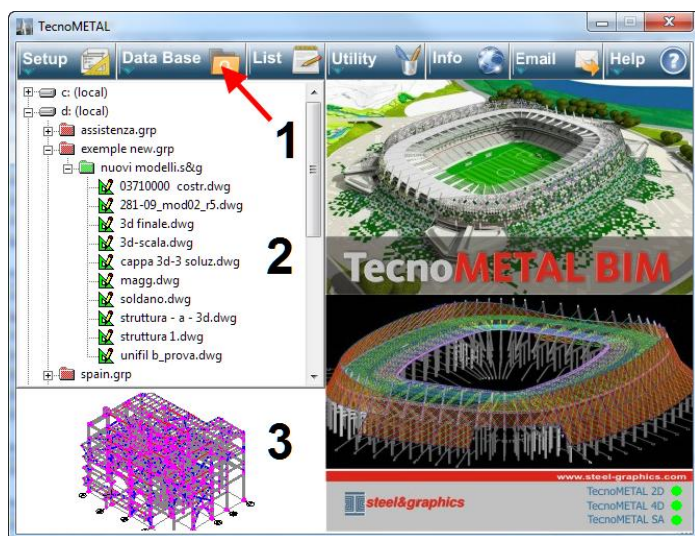 TecnoMETAL
Setup Data Base List Utility Info Email Help ?
1
c: (local)
d: (local)
assistenza.grp
exemple new.grp
nuovi modelli.s&g
03710000 costr.dwg
281-09_mod02_r5.dwg
3d finale.dwg
3d-scala.dwg
cappa 3d-3 soluz.dwg
magg.dwg
soldano.dwg
struttura - a - 3d.dwg
struttura 1.dwg
unifil b_prova.dwg
spain.grp
2
3
TecnoMETAL BIM
www.steel-graphics.com
steel&graphics
TecnoMETAL 2D
TecnoMETAL 4D
TecnoMETAL SA